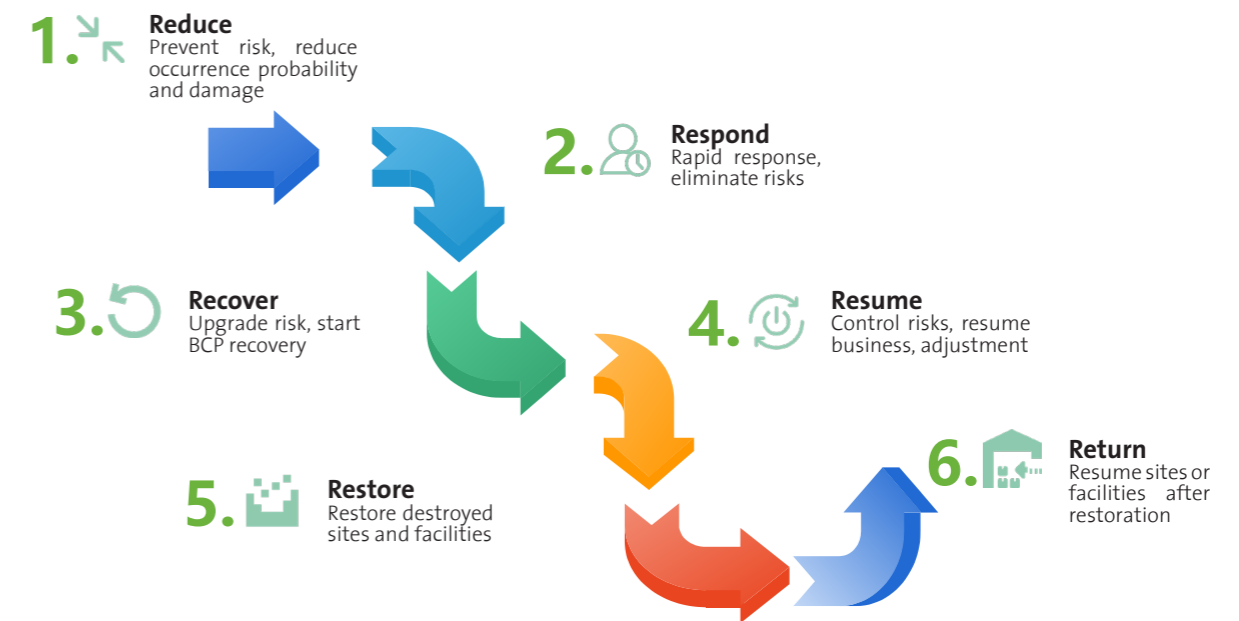 1.
Reduce
Prevent risk, reduce
occurrence probability
and damage
2.
Respond
Rapid response,
eliminate risks
3.
Recover
Upgrade risk, start
BCP recovery
4.
Resume
Control risks, resume
business, adjustment
5.
Restore
Restore destroyed
sites and facilities
6.
Return
Resume sites or
facilities after
restoration